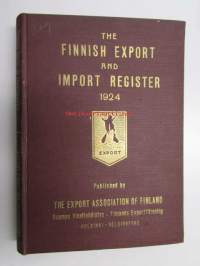 THE
FINNISH EXPORT
AND
IMPORT REGISTER
1924
EXPORT
Published by
THE EXPORT ASSOCIATION OF FINLAND
Suomen Vientiyhdistys - Finlands Exportförening
HELSINKI - HELSINGFORS